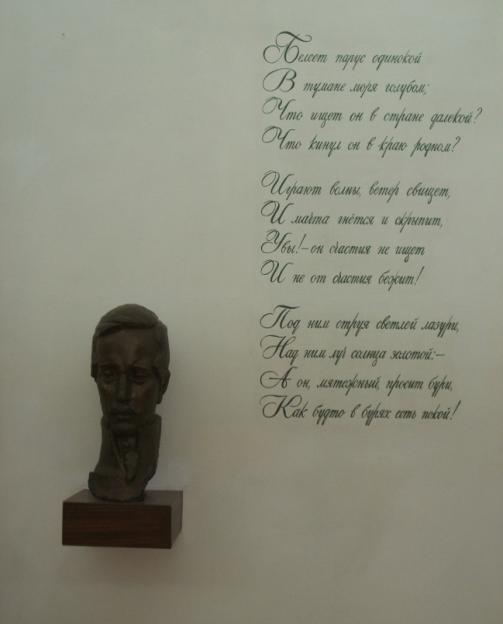 Белеет парус одинокой
В тумане моря голубом;
Что ищет он в стране далекой?
Что кинул он в краю родном?
Играют волны, ветер свищет,
И мачта гнётся и скрыпит,
Увы! – он счастия не ищет
И не от счастия бежит!
Под ним струя светлей лазури,
Над ним луч солнца золотой:–
А он, мятежный, просит бури,
Как будто в бурях есть покой!